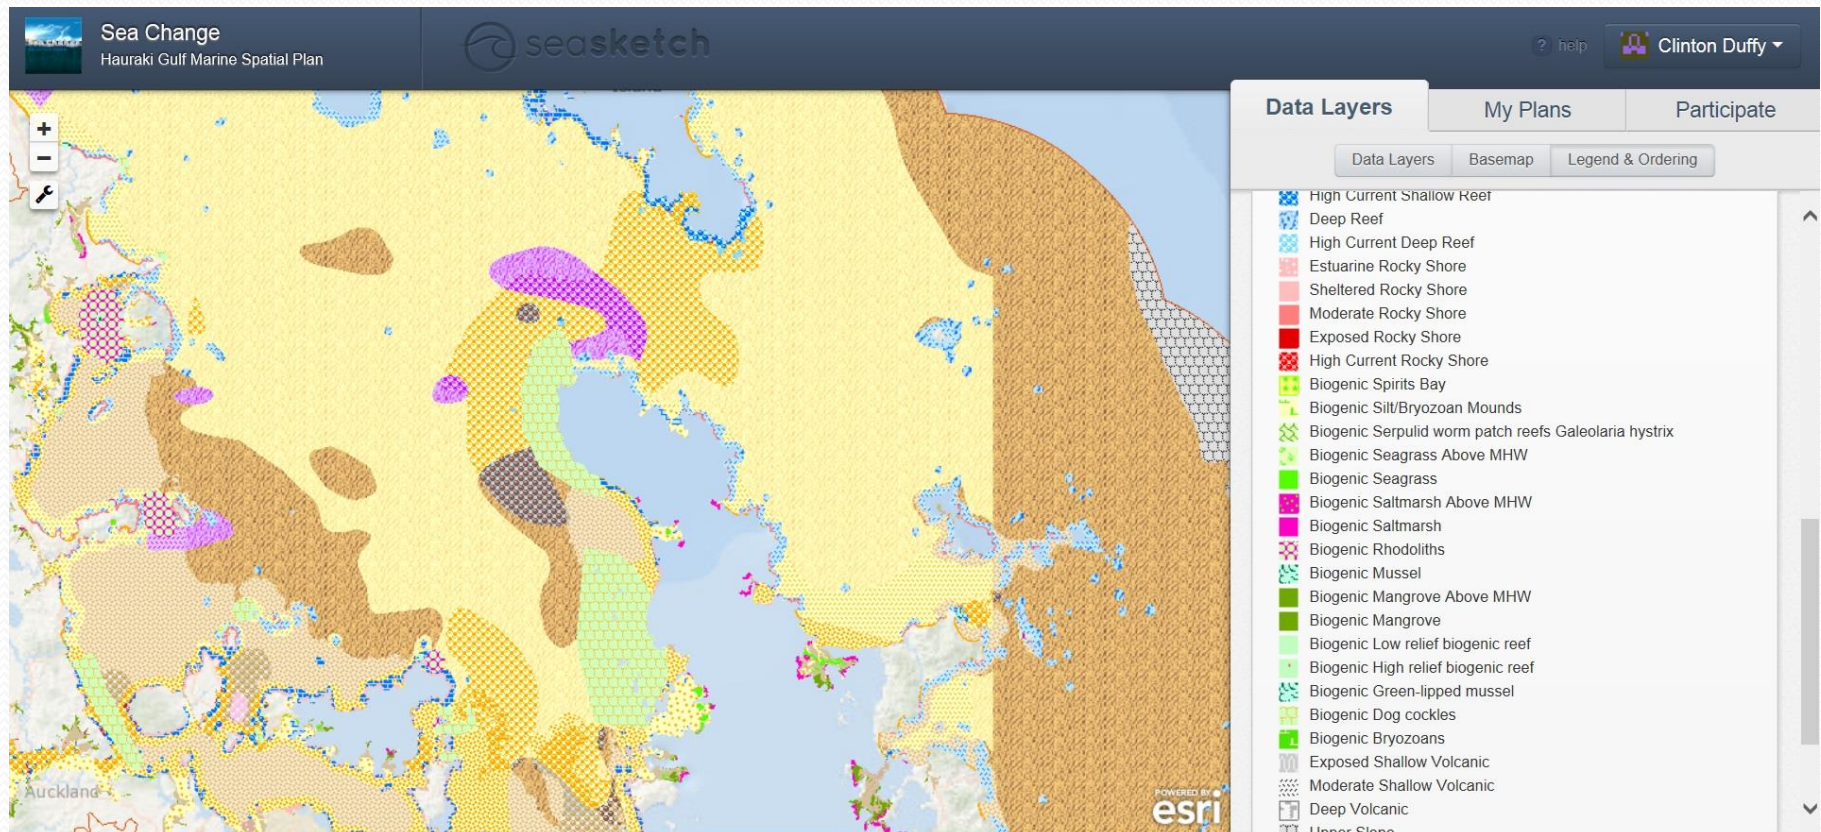 Sea Change
Hauraki Gulf Marine Spatial Plan
seasketch
? help
Clinton Duffy
Data Layers
My Plans
Participate
Data Layers
Basemap
Legend & Ordering
+
−
Island
High Current Shallow Reef
Deep Reef
High Current Deep Reef
Estuarine Rocky Shore
Sheltered Rocky Shore
Moderate Rocky Shore
Exposed Rocky Shore
High Current Rocky Shore
Biogenic Spirits Bay
Biogenic Silt/Bryozoan Mounds
Biogenic Serpulid worm patch reefs Galeolaria hystrix
Biogenic Seagrass Above MHW
Biogenic Seagrass
Biogenic Saltmarsh Above MHW
Biogenic Saltmarsh
Biogenic Rhodoliths
Biogenic Mussel
Biogenic Mangrove Above MHW
Biogenic Mangrove
Biogenic Low relief biogenic reef
Biogenic High relief biogenic reef
Biogenic Green-lipped mussel
Biogenic Dog cockles
Biogenic Bryozoans
Exposed Shallow Volcanic
Moderate Shallow Volcanic
Deep Volcanic
Upper Slope
Auckland
POWERED BY
esri